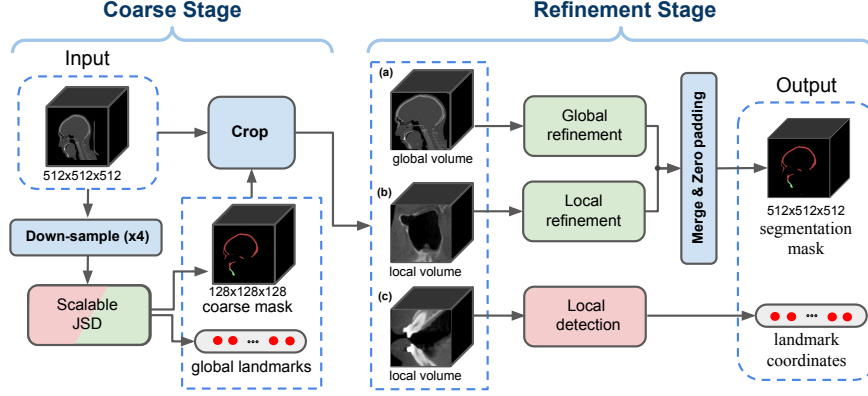 Coarse Stage
Refinement Stage
Input
512x512x512
Crop
Down-sample (x4)
Scalable
JSD
128x128x128
coarse mask
...
global landmarks
(a)
global volume
(b)
local volume
(c)
local volume
Global
refinement
Local
refinement
Local
detection
Merge & Zero padding
Output
512x512x512
segmentation
mask
...
landmark
coordinates